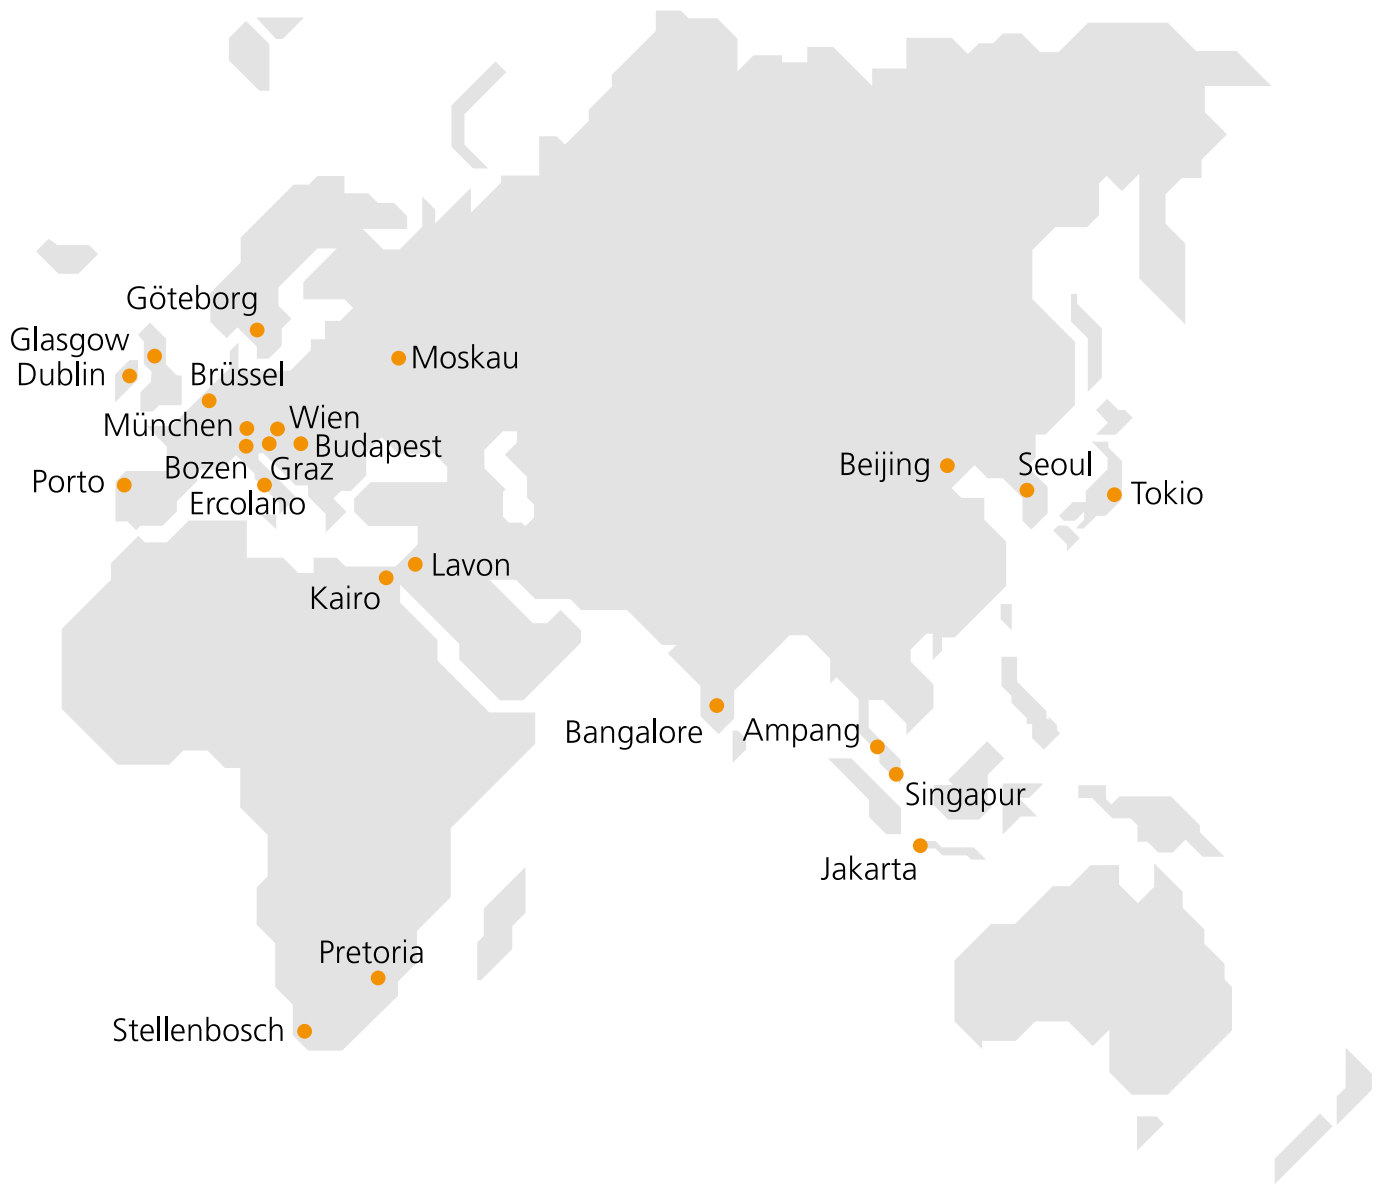 Göteborg
Glasgow
Moskau
Dublin
Brüssel
Wien
München
Budapest
Bozen
Graz
Beijing
Seoul
Porto
Tokio
Ercolano
Lavon
Kairo
Bangalore
Ampang
Singapur
Jakarta
Pretoria
Stellenbosch